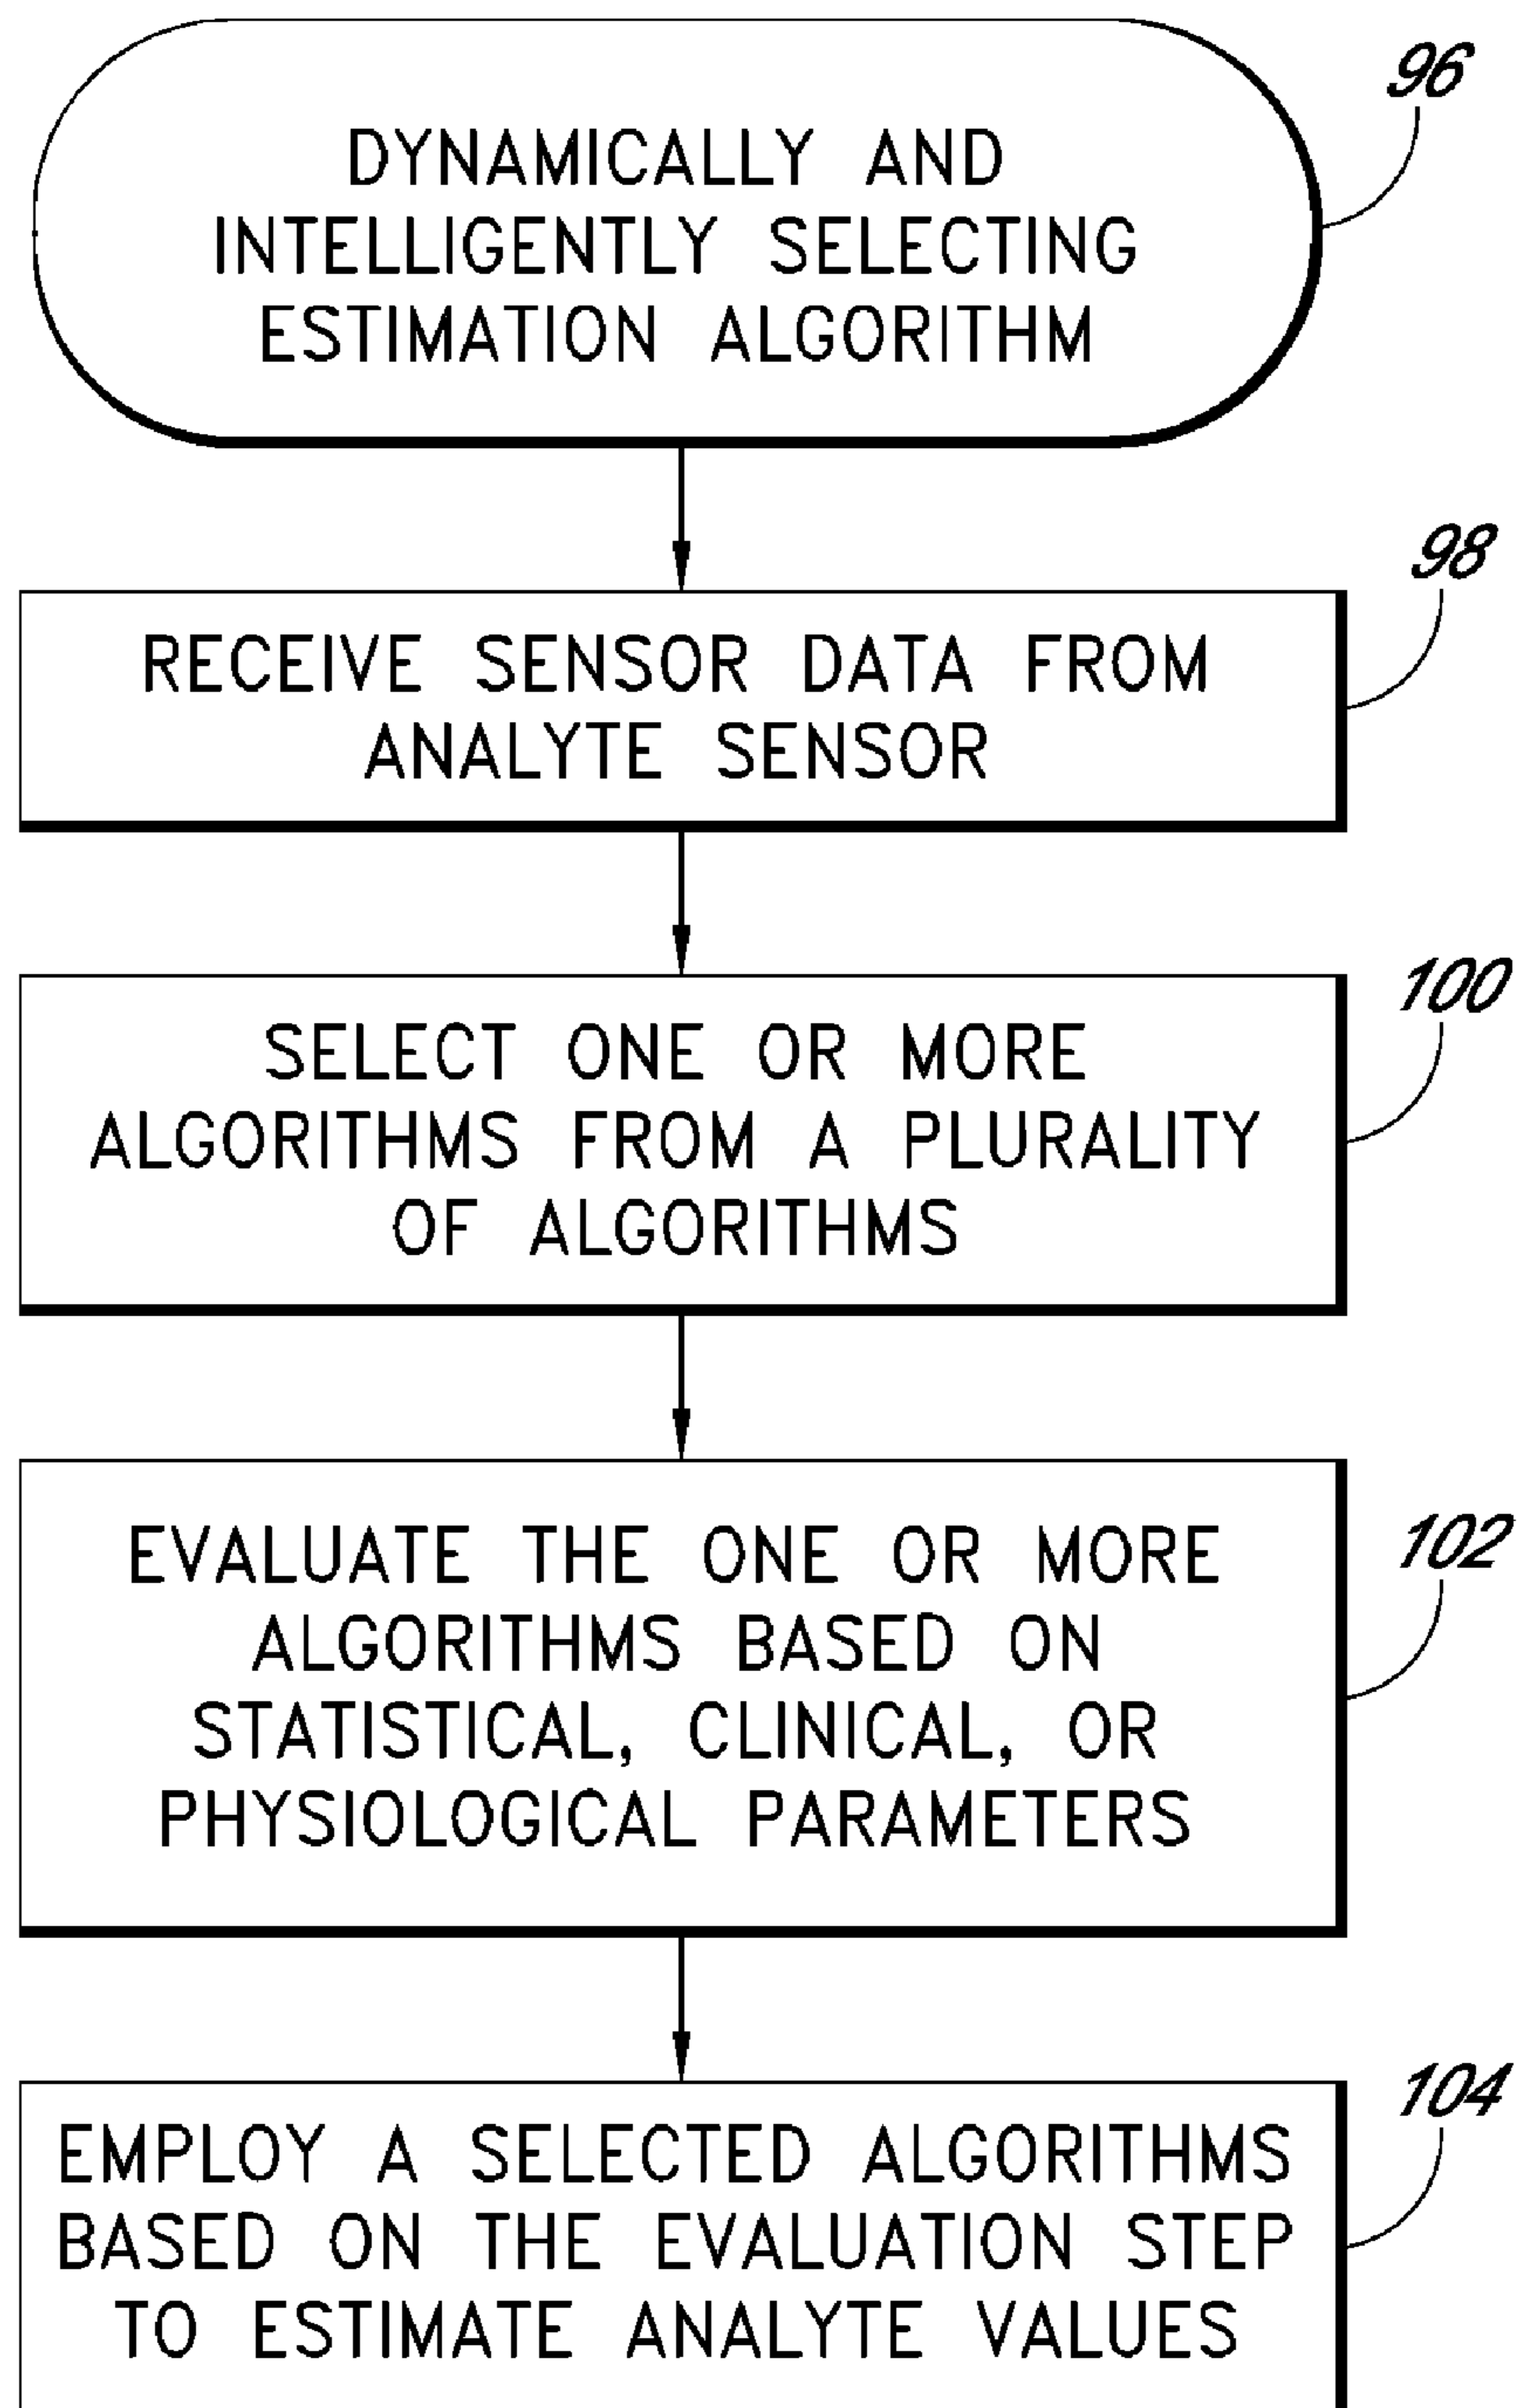 96
DYNAMICALLY AND
INTELLIGENTLY SELECTING
ESTIMATION ALGORITHM
98
RECEIVE SENSOR DATA FROM
ANALYTE SENSOR
100
SELECT ONE OR MORE
ALGORITHMS FROM A PLURALITY
OF ALGORITHMS
102
EVALUATE THE ONE OR MORE
ALGORITHMS BASED ON
STATISTICAL, CLINICAL, OR
PHYSIOLOGICAL PARAMETERS
104
EMPLOY A SELECTED ALGORITHMS
BASED ON THE EVALUATION STEP
TO ESTIMATE ANALYTE VALUES